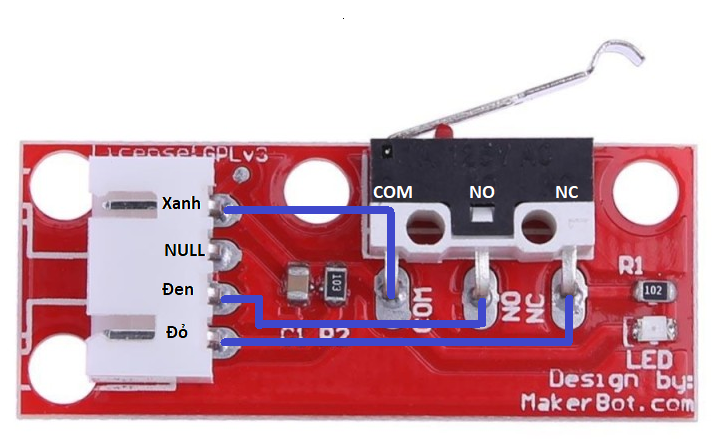 License:GPLv3
COM NO NC
Xanh
NULL
Đen
Đỏ
R1
102
103
C1 R2
COM
NO
NC
LED
Design by:
MakerBot.com